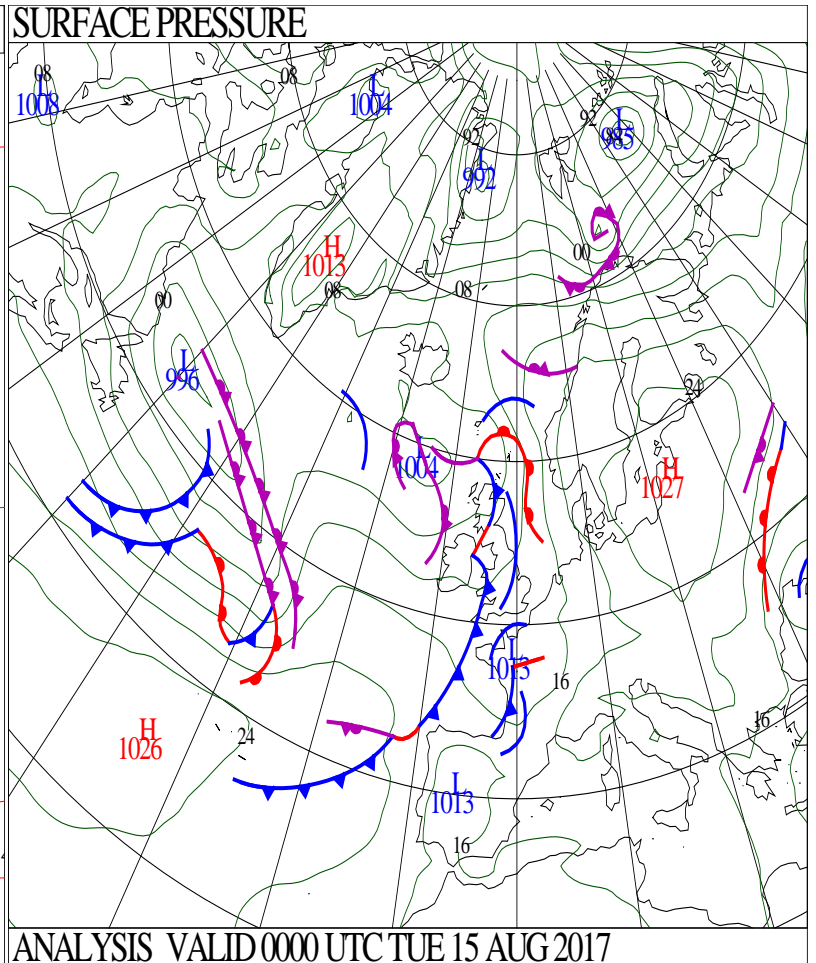 SURFACE PRESSURE
08
L
1008
08
L
1004
92
L
985
92
L
992
00
H
1013
08
08
00
L
996
24
L
1004
H
1027
L
1013
16
16
H
1026
24
L
1013
16
ANALYSIS VALID 0000 UTC TUE 15 AUG 2017